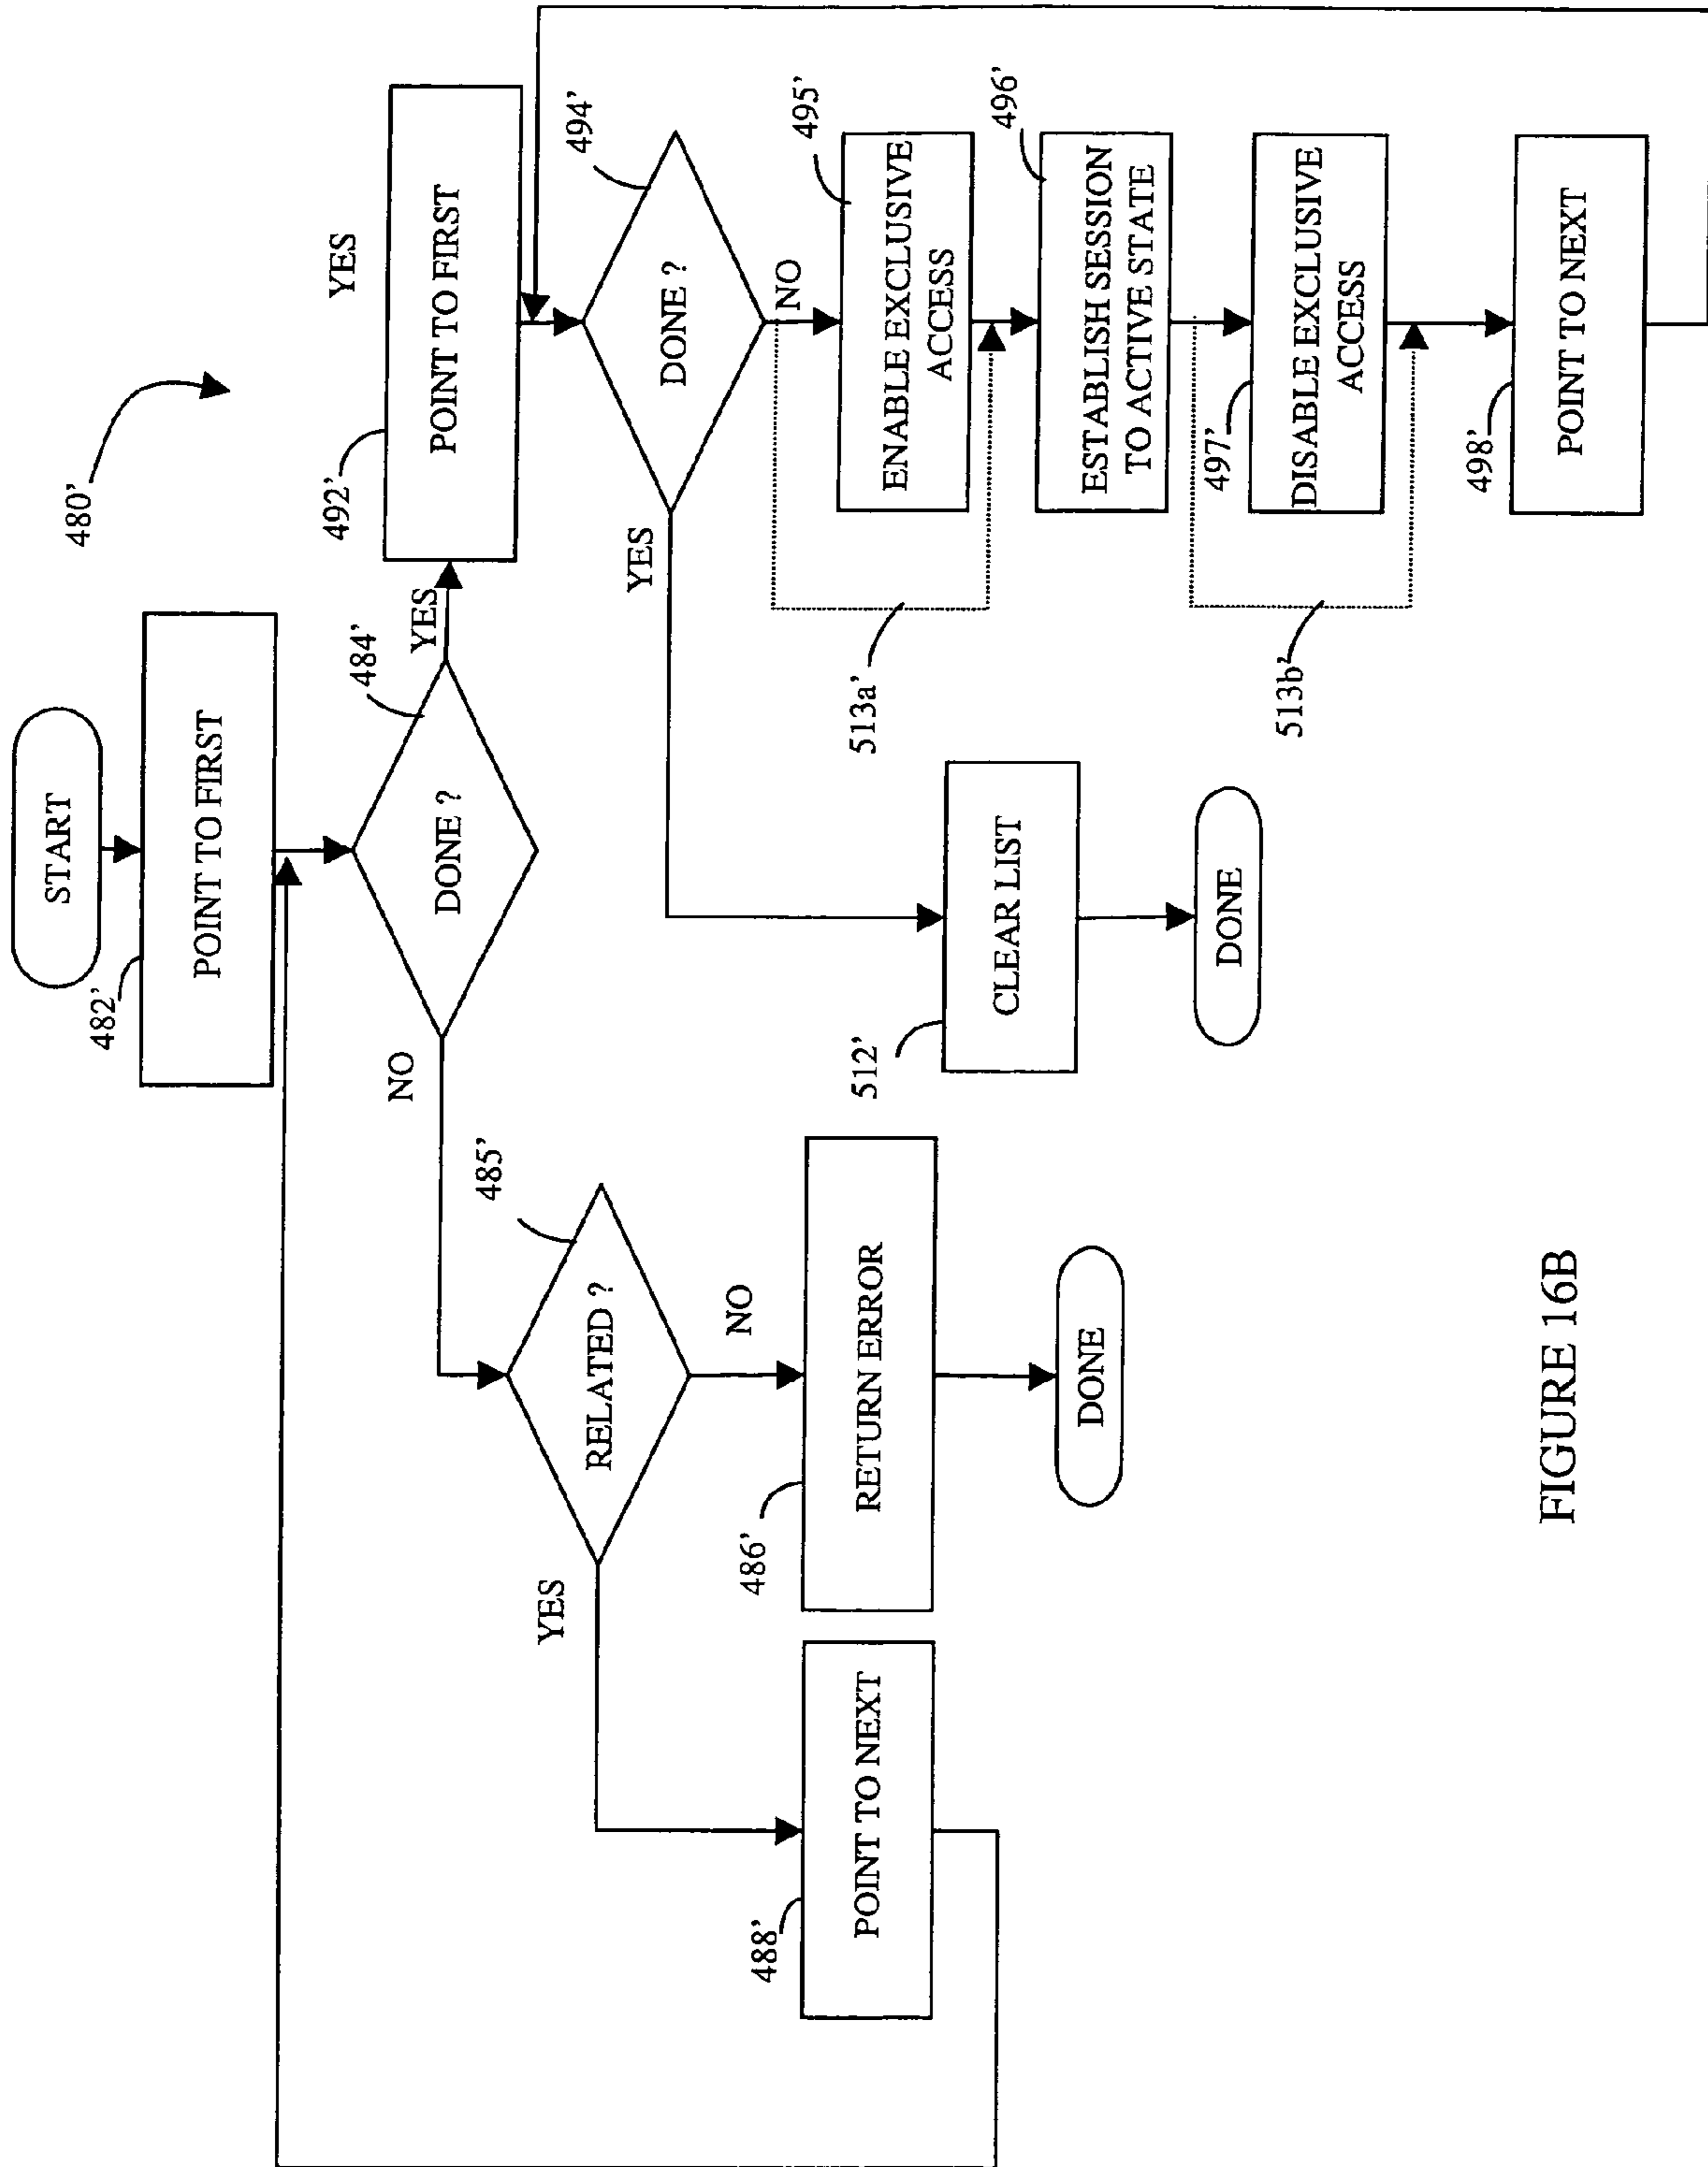 480'
START
482'
POINT TO FIRST
484'
DONE ?
YES
NO
YES
492'
POINT TO FIRST
494'
DONE ?
YES
NO
495'
ENABLE EXCLUSIVE
ACCESS
496'
ESTABLISH SESSION
TO ACTIVE STATE
497'
DISABLE EXCLUSIVE
ACCESS
498'
POINT TO NEXT
513a'
513b'
512'
CLEAR LIST
DONE
485'
RELATED ?
YES
NO
486'
RETURN ERROR
DONE
488'
POINT TO NEXT
FIGURE 16B